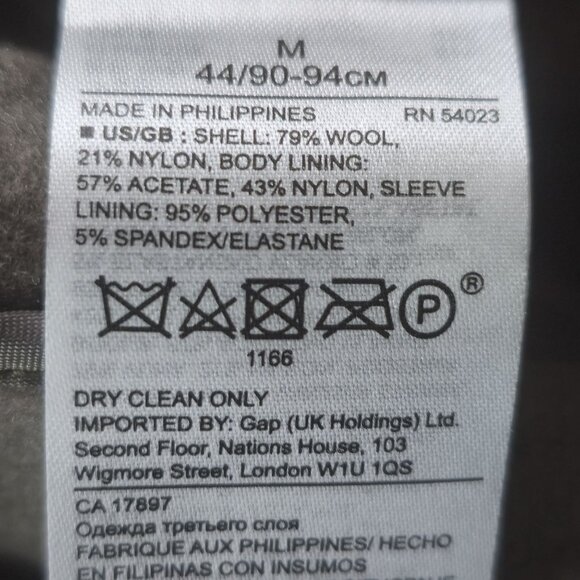 M
44/90-94CM
MADE IN PHILIPPINES RN 54023
■ US/GB : SHELL: 79% WOOL,
21% NYLON, BODY LINING:
57% ACETATE, 43% NYLON, SLEEVE
LINING: 95% POLYESTER,
5% SPANDEX/ELASTANE
P ®
1166
DRY CLEAN ONLY
IMPORTED BY: Gap (UK Holdings) Ltd.
Second Floor, Nations House, 103
Wigmore Street, London W1U 1QS
CA 17897
Одежда третьего слоя
FABRIQUE AUX PHILIPPINES/ HECHO
EN FILIPINAS CON INSUMOS